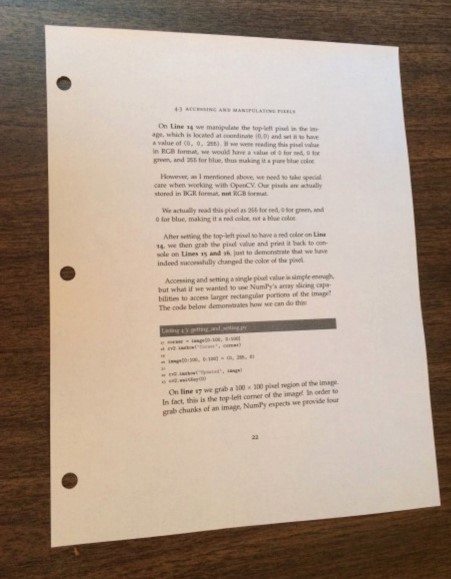 4.3 ACCESSING AND MANIPULATING PIXELS
On Line 14 we manipulate the top-left pixel in the im-
age, which is located at coordinate (0,0) and set it to have
a value of (0, 0, 255). If we were reading this pixel value
in RGB format, we would have a value of 0 for red, 0 for
green, and 255 for blue, thus making it a pure blue color.
However, as I mentioned above, we need to take special
care when working with OpenCV. Our pixels are actually
stored in BGR format, not RGB format.
We actually read this pixel as 255 for red, 0 for green, and
0 for blue, making it a red color, not a blue color.
After setting the top-left pixel to have a red color on Line
14, we then grab the pixel value and print it back to con-
sole on Lines 15 and 16, just to demonstrate that we have
indeed successfully changed the color of the pixel.
Accessing and setting a single pixel value is simple enough,
but what if we wanted to use NumPy's array slicing capa-
bilities to access larger rectangular portions of the image?
The code below demonstrates how we can do this:
Listing 4.3: getting_and_setting.py
17 corner = image[0:100, 0:100]
18 cv2.imshow("Corner", corner)
19
20 image[0:100, 0:100] = (0, 255, 0)
21
22 cv2.imshow("Updated", image)
23 cv2.waitKey(0)
On line 17 we grab a 100 × 100 pixel region of the image.
In fact, this is the top-left corner of the image! In order to
grab chunks of an image, NumPy expects we provide four
22